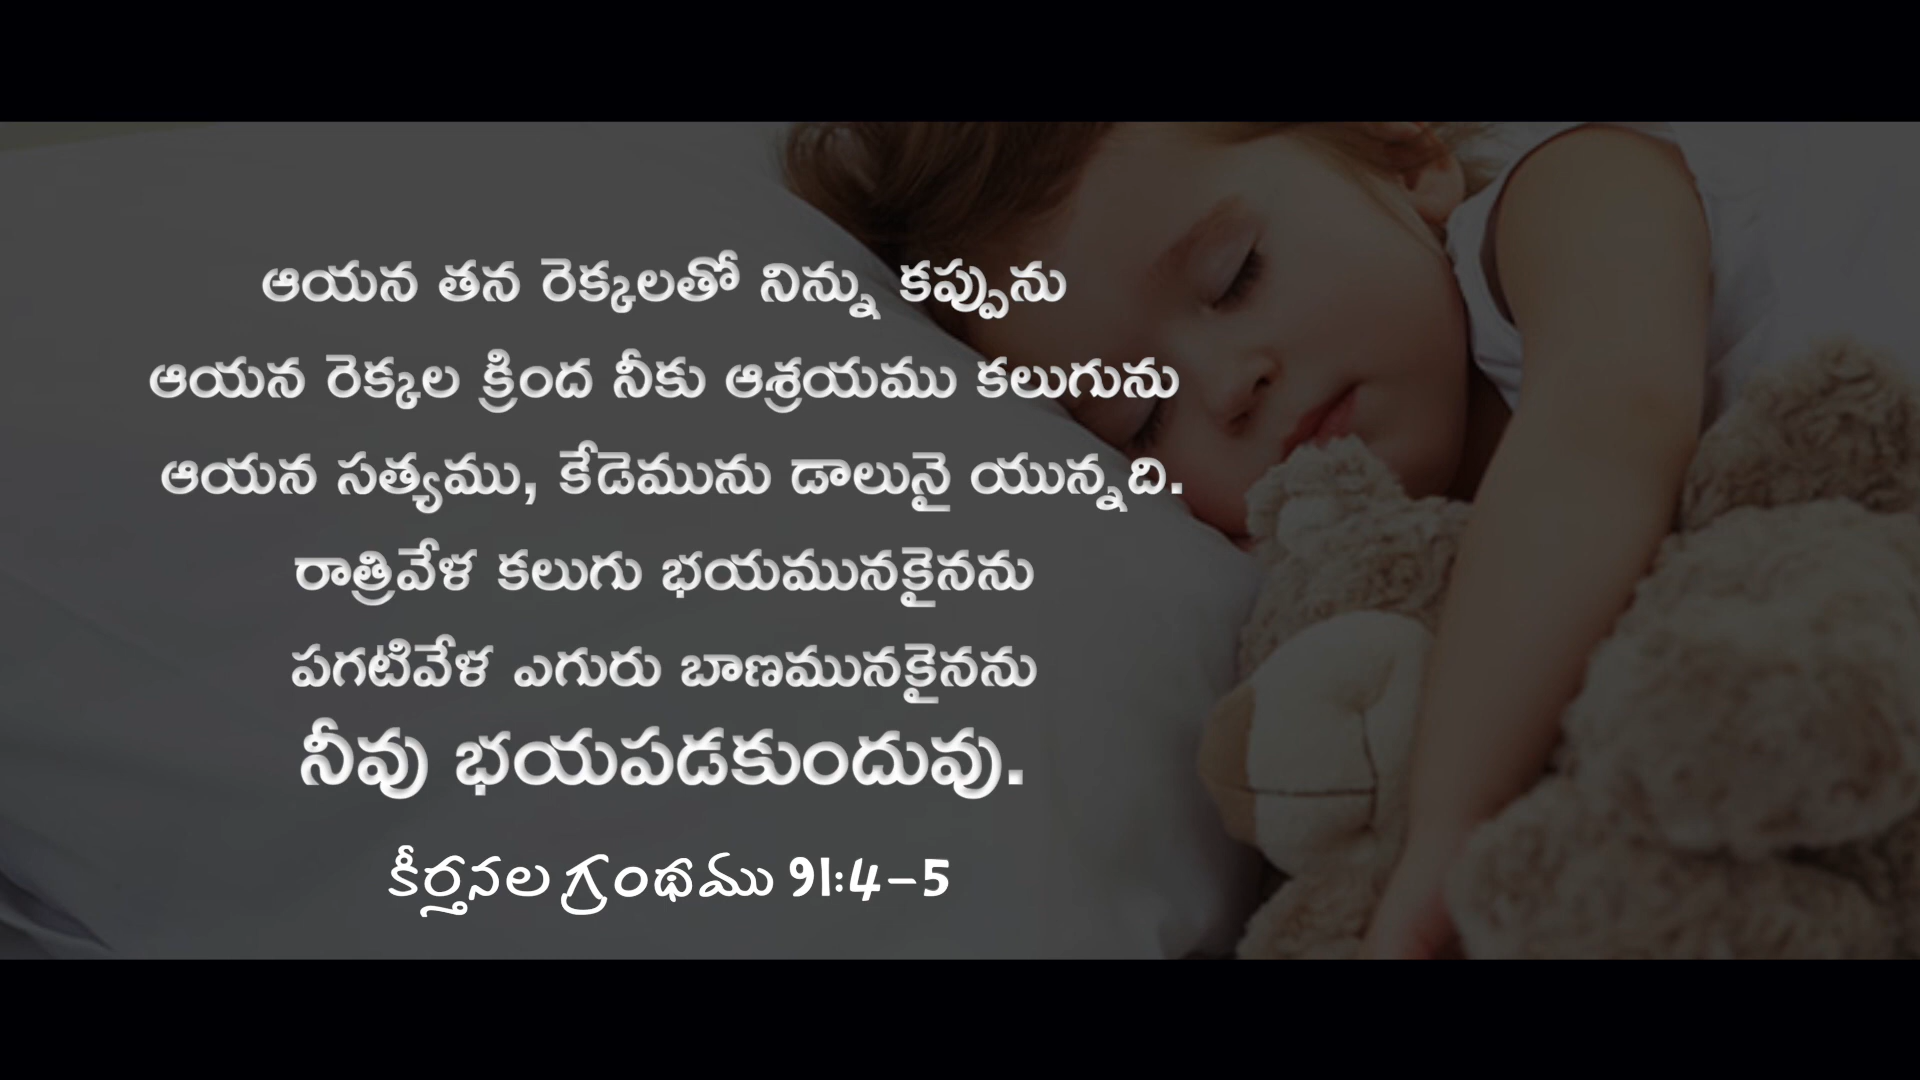 ఆయన తన రెక్కలతో నిన్ను కప్పును
ఆయన రెక్కల క్రింద నీకు ఆశ్రయము కలుగును
ఆయన సత్యము, కేడెమును డాలునై యున్నది.
రాత్రివేళ కలుగు భయమునకైనను
పగటివేళ ఎగురు బాణమునకైనను
నీవు భయపడకుందువు.
కీర్తనల గ్రంథము 91:4-5